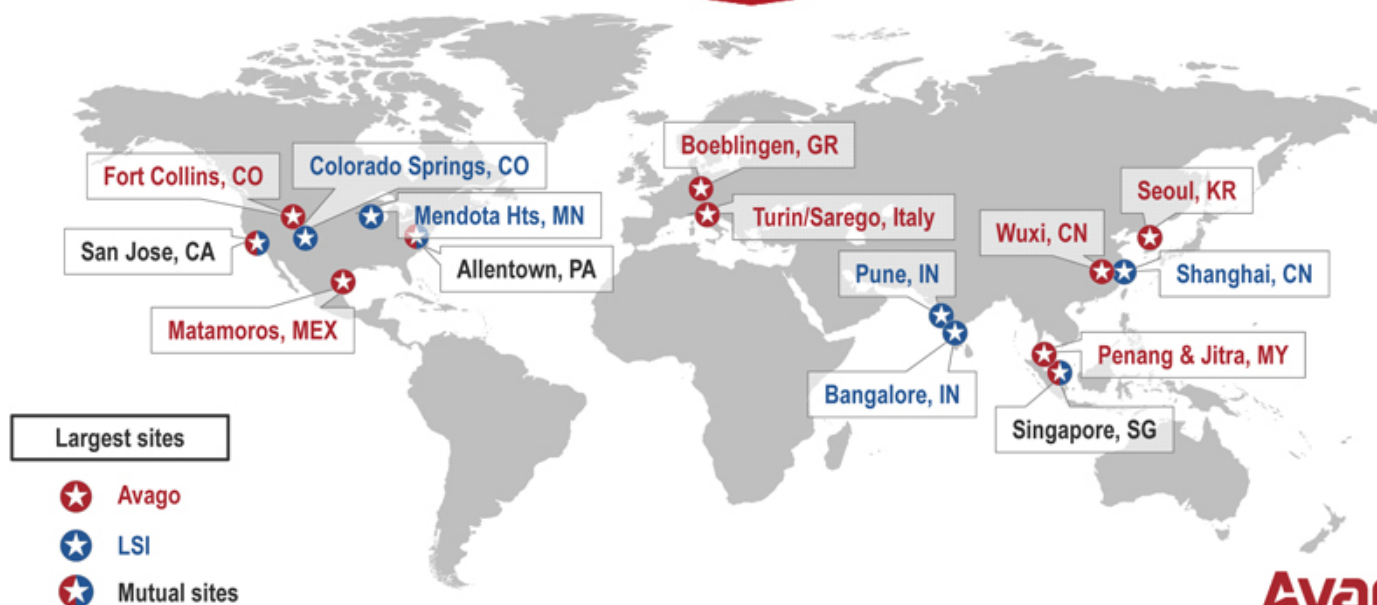 Boeblingen, GR
Fort Collins, CO
Colorado Springs, CO
Seoul, KR
Mendota Hts, MN
Turin/Sarego, Italy
Wuxi, CN
San Jose, CA
Allentown, PA
Pune, IN
Shanghai, CN
Matamoros, MEX
Penang & Jitra, MY
Bangalore, IN
Singapore, SG
Largest sites
Avago
LSI
Mutual sites